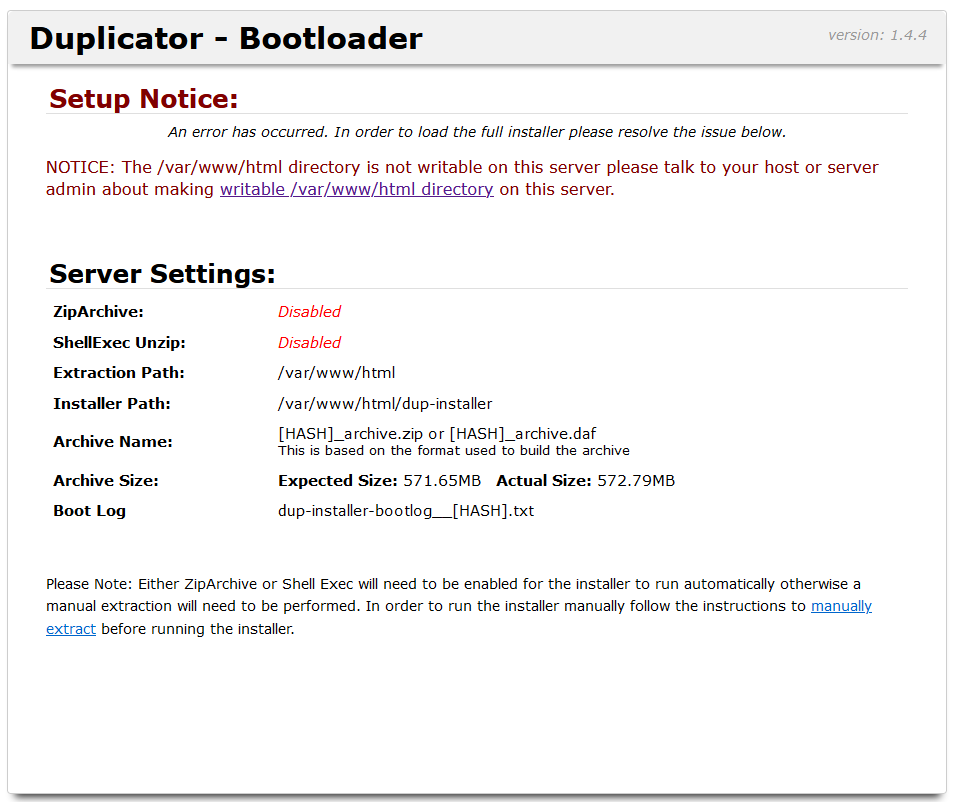 Duplicator - Bootloader
version: 1.4.4
Setup Notice:
An error has occurred. In order to load the full installer please resolve the issue below.
NOTICE: The /var/www/html directory is not writable on this server please talk to your host or server
admin about making writable /var/www/html directory on this server.
Server Settings:
ZipArchive: Disabled
ShellExec Unzip: Disabled
Extraction Path: /var/www/html
Installer Path: /var/www/html/dup-installer
Archive Name: [HASH]_archive.zip or [HASH]_archive.daf
This is based on the format used to build the archive
Archive Size: Expected Size: 571.65MB Actual Size: 572.79MB
Boot Log dup-installer-bootlog__[HASH].txt
Please Note: Either ZipArchive or Shell Exec will need to be enabled for the installer to run automatically otherwise a
manual extraction will need to be performed. In order to run the installer manually follow the instructions to manually
extract before running the installer.